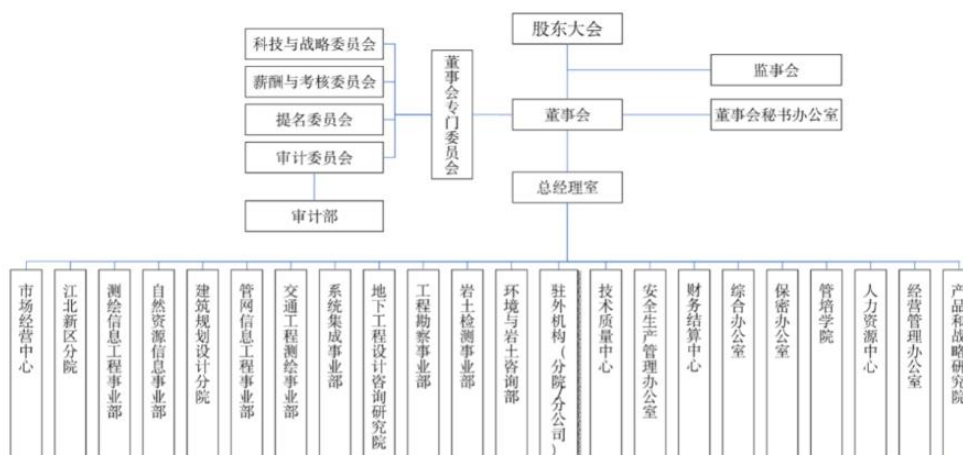 股东大会
科技与战略委员会
监事会
薪酬与考核委员会
董事会专门委员会
董事会
董事会秘书办公室
提名委员会
审计委员会
总经理室
审计部
市场经营中心
江北新区分院
测绘信息工程事业部
自然资源信息事业部
建筑规划设计分院
管网信息工程事业部
交通工程测绘事业部
系统集成事业部
地下工程设计咨询研究院
工程勘察事业部
岩土检测事业部
环境与岩土咨询部
驻外机构(分院/分公司)
技术质量中心
安全生产管理办公室
财务结算中心
综合办公室
保密办公室
管培学院
人力资源中心
经营管理办公室
产品和战略研究院